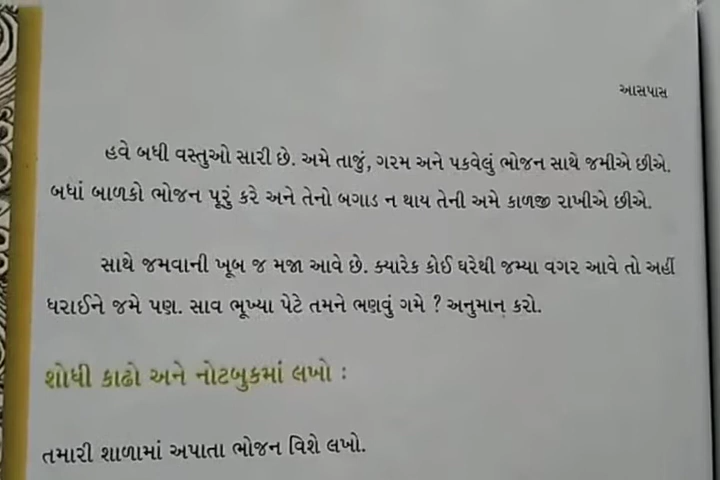 આસપાસ
હવે બધી વસ્તુઓ સારી છે. અમે તાજું, ગરમ અને પકવેલું ભોજન સાથે જમીએ છીએ.
બધાં બાળકો ભોજન પૂરું કરે અને તેનો બગાડ ન થાય તેની અમે કાળજી રાખીએ છીએ.
સાથે જમવાની ખૂબ જ મજા આવે છે. ક્યારેક કોઈ ઘરેથી જમ્યા વગર આવે તો અહીં
ધરાઈને જમે પણ. સાવ ભૂખ્યા પેટે તમને ભણવું ગમે ? અનુમાન કરો.
શોધી કાઢો અને નોટબુકમાં લખો :
તમારી શાળામાં અપાતા ભોજન વિશે લખો.